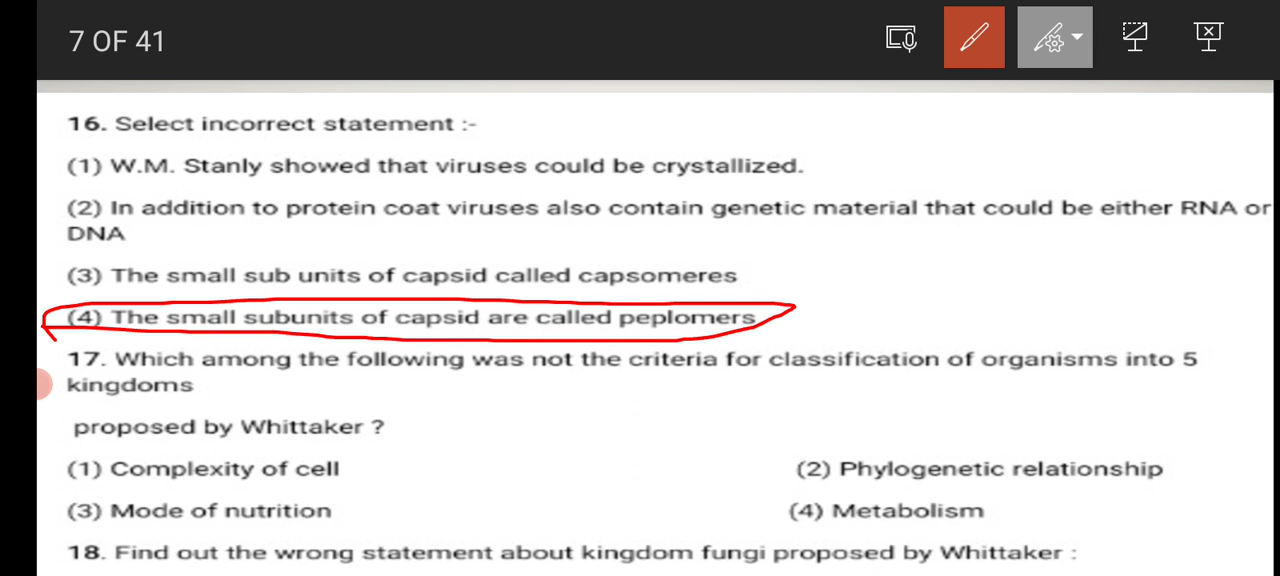 7 OF 41
16. Select incorrect statement :-
(1) W.M. Stanly showed that viruses could be crystallized.
(2) In addition to protein coat viruses also contain genetic material that could be either RNA or
DNA
(3) The small sub units of capsid called capsomeres
(4) The small subunits of capsid are called peplomers
17. Which among the following was not the criteria for classification of organisms into 5
kingdoms
proposed by Whittaker ?
(1) Complexity of cell (2) Phylogenetic relationship
(3) Mode of nutrition (4) Metabolism
18. Find out the wrong statement about kingdom fungi proposed by Whittaker :